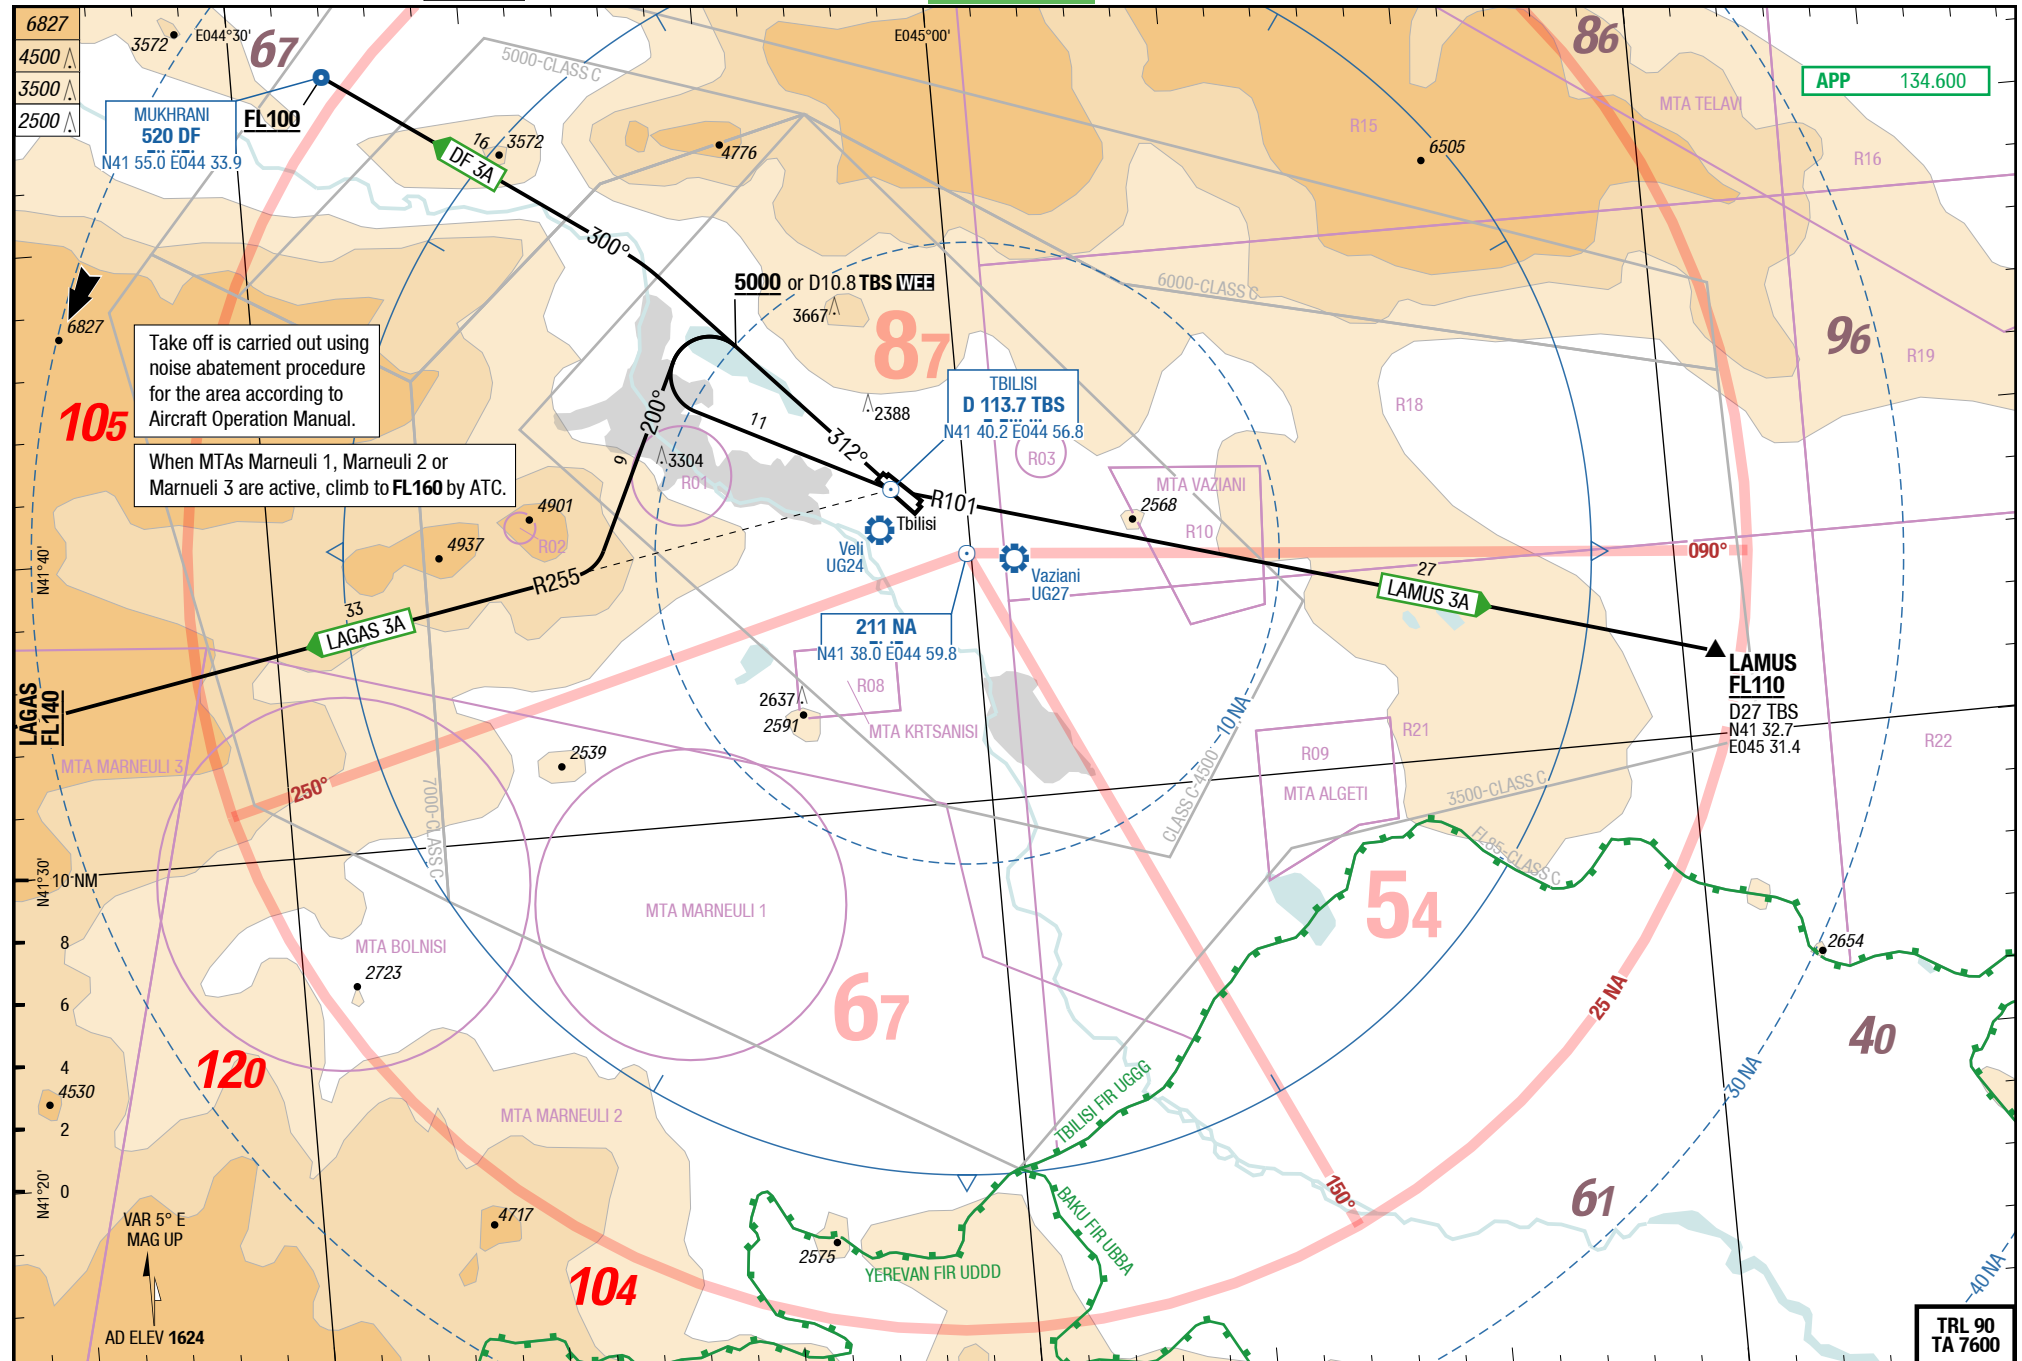 6827
4500
3500
2500
3572
E044°30'
67
5000-CLASS C
E045°00'
86
APP 134.600
MTA TELAVI
R15
R16
MUKHRANI
520 DF
N41 55.0 E044 33.9
FL100
16
3572
DF 3A
4776
6505
300°
5000 or D10.8 TBS WEE
3667
87
6000-CLASS C
96
R19
6827
Take off is carried out using
noise abatement procedure
for the area according to
Aircraft Operation Manual.
105
When MTAs Marneuli 1, Marneuli 2 or
Marnueli 3 are active, climb to FL160 by ATC.
200°
11
2388
312°
TBILISI
D 113.7 TBS
N41 40.2 E044 56.8
R18
9
3304
R01
R03
MTA VAZIANI
2568
R10
R101
Tbilisi
4901
R02
4937
Veli
UG24
Vaziani
UG27
090°
N41°40'
R255
33
LAGAS 3A
27
LAMUS 3A
211 NA
N41 38.0 E044 59.8
LAMUS
FL110
D27 TBS
N41 32.7
E045 31.4
LAGAS
FL140
R08
2637
2591
MTA KRTSANISI
10 NA
R21
R22
R09
MTA ALGETI
2539
MTA MARNEULI 3
250°
7000-CLASS C
CLASS C-4500
3500-CLASS C
FL85-CLASS C
N41°30'
10 NM
8
6
4
2
0
MTA MARNEULI 1
MTA BOLNISI
2723
54
2654
67
25 NA
40
120
4530
MTA MARNEULI 2
TBILISI FIR UGGG
30 NA
N41°20'
150°
61
BAKU FIR UBBA
VAR 5° E
MAG UP
4717
2575
YEREVAN FIR UDDD
104
40 NA
AD ELEV 1624
TRL 90
TA 7600